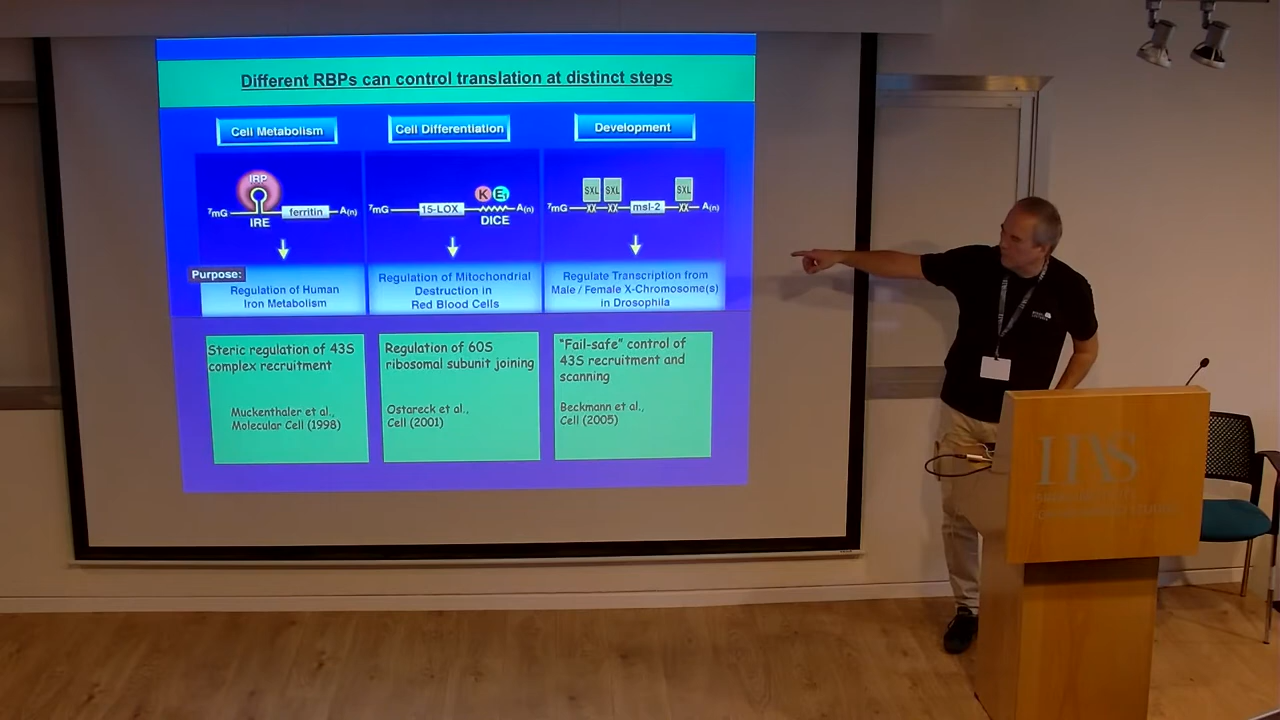 Different RBPs can control translation at distinct steps
Cell Metabolism
Cell Differentiation
Development
IRP
7mG
ferritin
A(n)
IRE
7mG
15-LOX
K
E1
A(n)
DICE
7mG
SXL
SXL
msl-2
SXL
A(n)
Purpose:
Regulation of Human
Iron Metabolism
Regulation of Mitochondrial
Destruction in
Red Blood Cells
Regulate Transcription from
Male / Female X-Chromosome(s)
in Drosophila
Steric regulation of 43S
complex recruitment
Muckenthaler et al.,
Molecular Cell (1998)
Regulation of 60S
ribosomal subunit joining
Ostareck et al.,
Cell (2001)
"Fail-safe" control of
43S recruitment and
scanning
Beckmann et al.,
Cell (2005)
IIAS